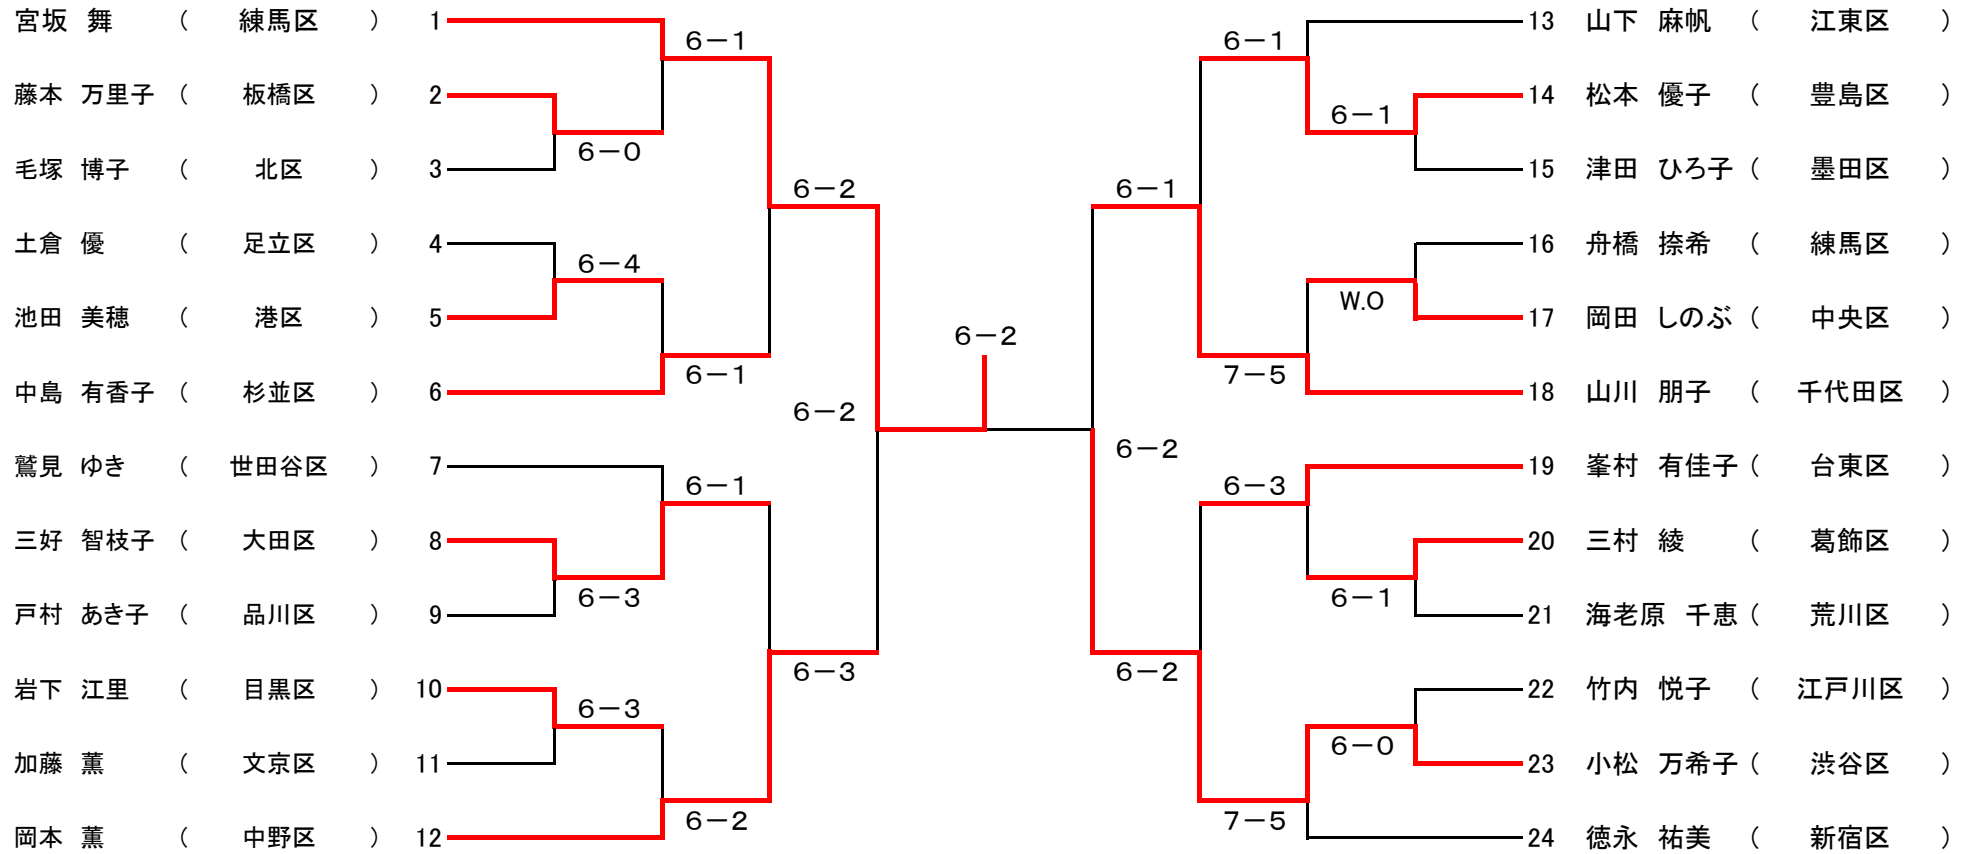 宮坂 舞 ( 練馬区 ) 1
藤本 万里子 ( 板橋区 ) 2
毛塚 博子 ( 北区 ) 3
土倉 優 ( 足立区 ) 4
池田 美穂 ( 港区 ) 5
中島 有香子 ( 杉並区 ) 6
鷲見 ゆき ( 世田谷区 ) 7
三好 智枝子 ( 大田区 ) 8
戸村 あき子 ( 品川区 ) 9
岩下 江里 ( 目黒区 ) 10
加藤 薫 ( 文京区 ) 11
岡本 薫 ( 中野区 ) 12
6-0
6-4
6-3
6-3
6-1
6-1
6-1
6-2
6-2
6-3
6-2
6-2
6-2
6-1
6-2
6-1
7-5
6-3
7-5
6-1
W.O
6-1
6-0
13 山下 麻帆 ( 江東区 )
14 松本 優子 ( 豊島区 )
15 津田 ひろ子 ( 墨田区 )
16 舟橋 捺希 ( 練馬区 )
17 岡田 しのぶ ( 中央区 )
18 山川 朋子 ( 千代田区 )
19 峯村 有佳子 ( 台東区 )
20 三村 綾 ( 葛飾区 )
21 海老原 千恵 ( 荒川区 )
22 竹内 悦子 ( 江戸川区 )
23 小松 万希子 ( 渋谷区 )
24 徳永 祐美 ( 新宿区 )